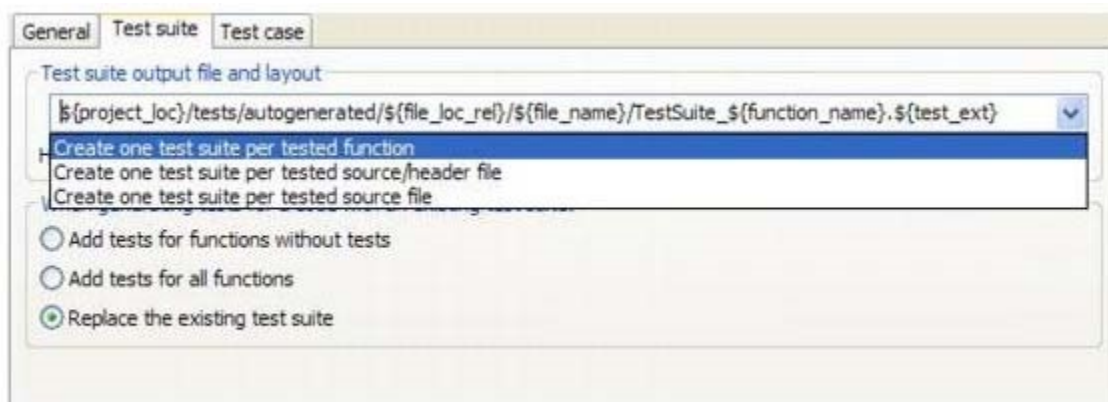 General Test suite Test case
Test suite output file and layout
${project_loc}/tests/autogenerated/${file_loc_rel}/${file_name}/TestSuite_${function_name}.${test_ext}
Create one test suite per tested function
Create one test suite per tested source/header file
Create one test suite per tested source file
Add tests for functions without tests
Add tests for all functions
Replace the existing test suite